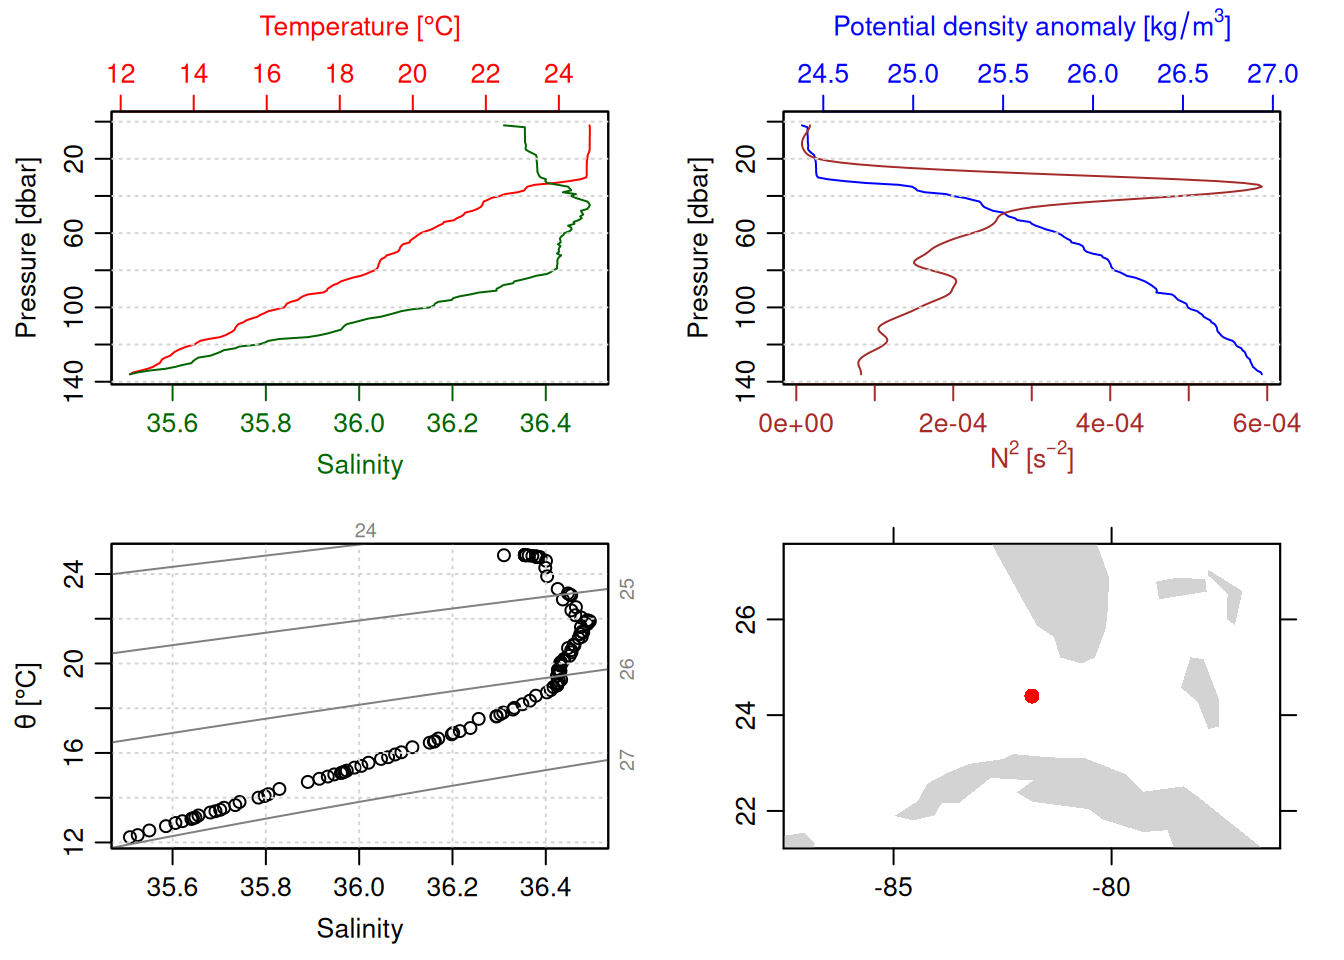 Temperature [°C]
12 14 16 18 20 22 24
Pressure [dbar]
20
60
100
140
35.6 35.8 36.0 36.2 36.4
Salinity
Potential density anomaly [kg/m³]
24.5 25.0 25.5 26.0 26.5 27.0
Pressure [dbar]
20
60
100
140
0e+00 2e-04 4e-04 6e-04
N² [s⁻²]
24
25
26
27
θ [°C]
24
20
16
12
35.6 35.8 36.0 36.2 36.4
Salinity
26
24
22
-85 -80